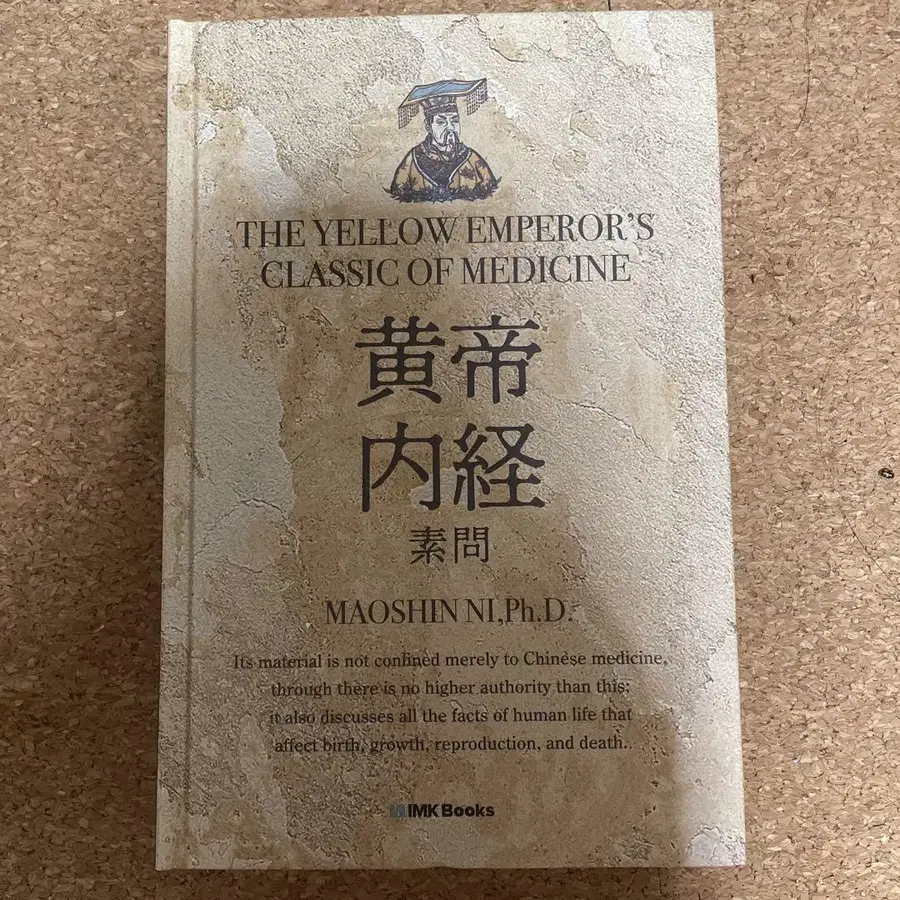 THE YELLOW EMPEROR'S
CLASSIC OF MEDICINE
黄帝
内経
素問
MAOSHIN NI,Ph.D.
Its material is not confined merely to Chinese medicine,
through there is no higher authority than this;
it also discusses all the facts of human life that
affect birth, growth, reproduction, and death..
IMK Books